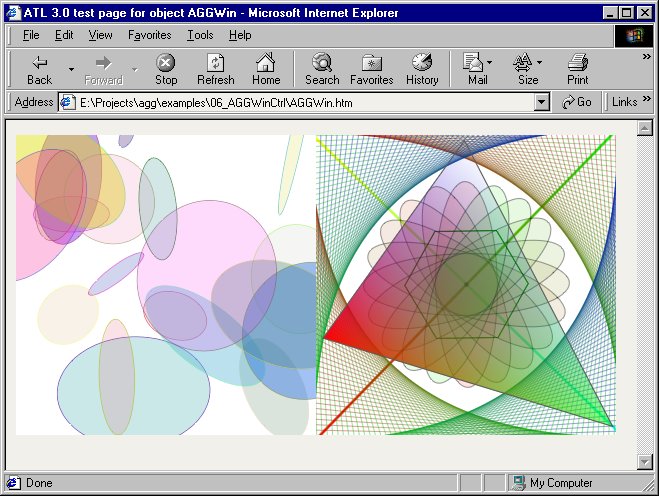 ATL 3.0 test page for object AGGWin - Microsoft Internet Explorer
File Edit View Favorites Tools Help
Back Forward Stop Refresh Home Search Favorites History Mail Size Print »
Address E:\Projects\agg\examples\06_AGGWinCtrl\AGGWin.htm Go Links »
Done My Computer